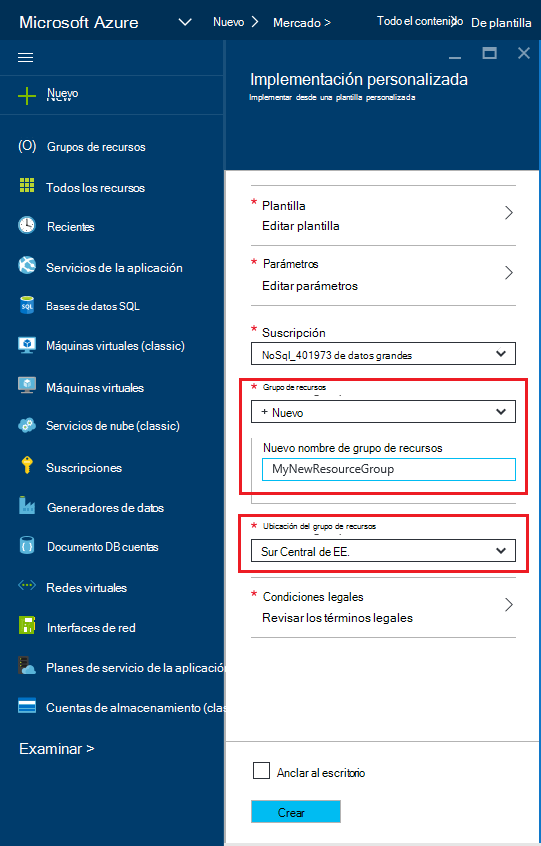 Microsoft Azure Nuevo > Mercado > Todo el contenido De plantilla
Nuevo
New
Grupos de recursos
Todos los recursos
Recientes
Servicios de la aplicación
SQL
Bases de datos SQL
Máquinas virtuales (classic)
Máquinas virtuales
Servicios de nube (classic)
Suscripciones
Generadores de datos
Documento DB cuentas
Redes virtuales
Interfaces de red
Planes de servicio de la aplicación
Cuentas de almacenamiento (clas
Examinar >
Implementación personalizada
Implementar desde una plantilla personalizada
* Plantilla
Editar plantilla
* Parámetros
Editar parámetros
* Suscripción
NoSql_401973 de datos grandes
* Grupo de recursos
+ Nuevo
Nuevo nombre de grupo de recursos
MyNewResourceGroup
* Ubicación del grupo de recursos
Sur Central de EE.
* Condiciones legales
Revisar los términos legales
Anclar al escritorio
Crear